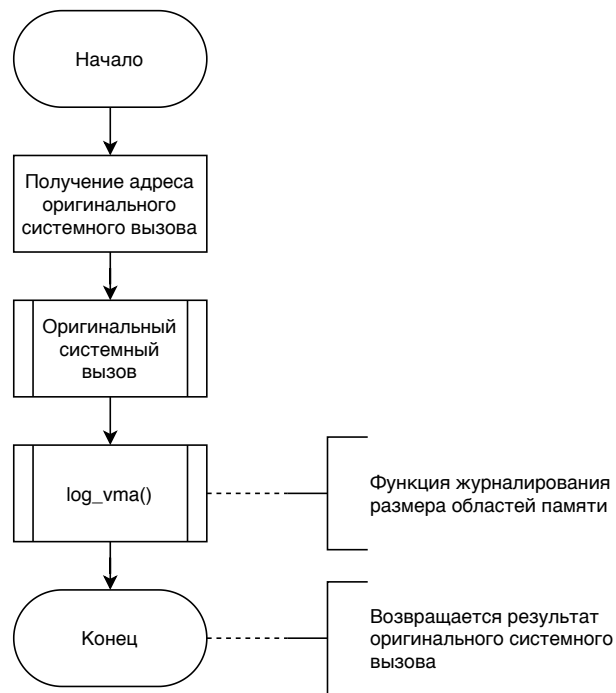 Начало
Получение адреса
оригинального
системного вызова
Оригинальный
системный
вызов
log_vma()
Функция журналирования
размера областей памяти
Конец
Возвращается результат
оригинального системного
вызова